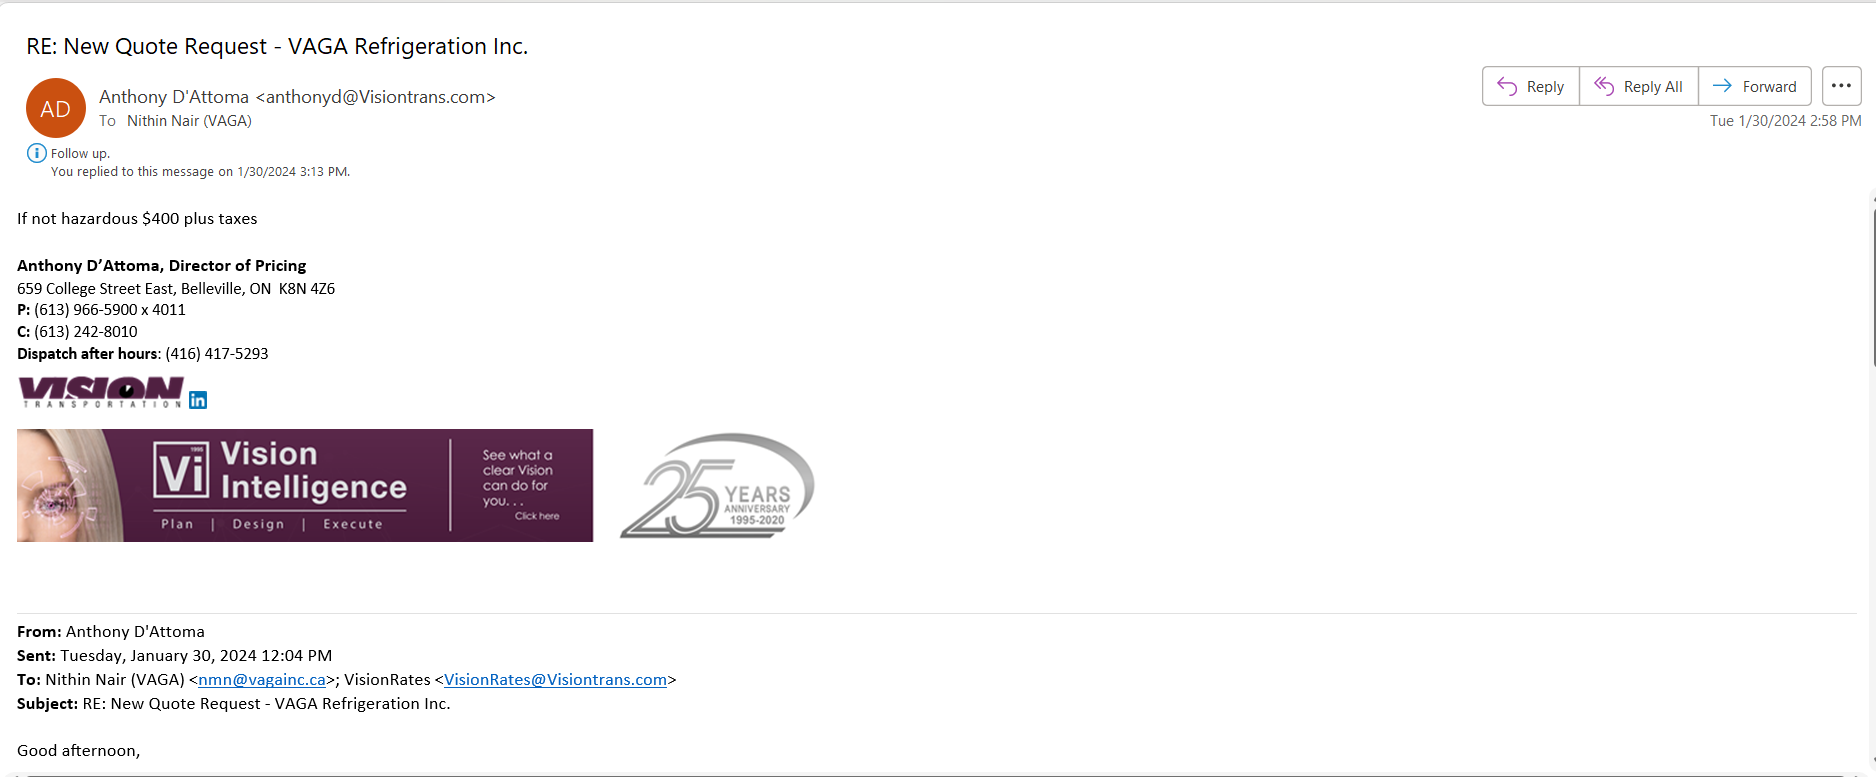 RE: New Quote Request - VAGA Refrigeration Inc.
AD
Anthony D'Attoma <anthonyd@Visiontrans.com>
To Nithin Nair (VAGA)
Reply
Reply All
Forward
Tue 1/30/2024 2:58 PM
Follow up.
You replied to this message on 1/30/2024 3:13 PM.
If not hazardous $400 plus taxes
Anthony D’Attoma, Director of Pricing
659 College Street East, Belleville, ON  K8N 4Z6
P: (613) 966-5900 x 4011
C: (613) 242-8010
Dispatch after hours: (416) 417-5293
VISION
TRANSPORTATION
in
1995
Vi
Vision
Intelligence
Plan | Design | Execute
See what a
clear Vision
can do for
you. . .
Click here
25 YEARS
ANNIVERSARY
1995-2020
From: Anthony D'Attoma
Sent: Tuesday, January 30, 2024 12:04 PM
To: Nithin Nair (VAGA) <nmn@vagainc.ca>; VisionRates <VisionRates@Visiontrans.com>
Subject: RE: New Quote Request - VAGA Refrigeration Inc.
Good afternoon,